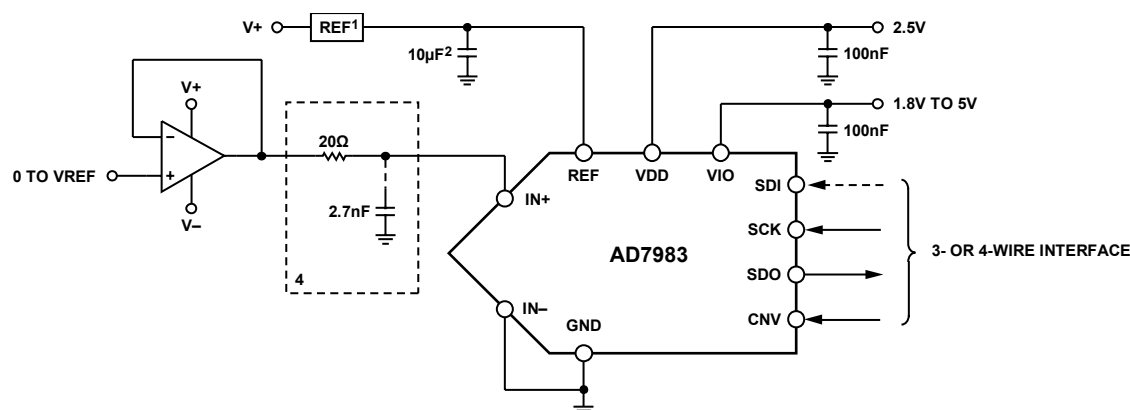 V+
REF1
10µF2
2.5V
100nF
1.8V TO 5V
100nF
V+
−
+
V−
0 TO VREF
20Ω
2.7nF
4
REF
VDD
VIO
IN+
IN−
GND
AD7983
SDI
SCK
SDO
CNV
3- OR 4-WIRE INTERFACE